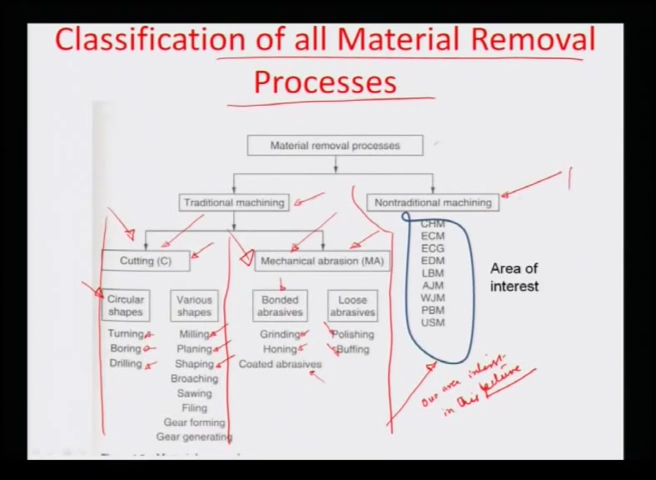 Classification of all Material Removal
Processes
Material removal processes
Traditional machining
Nontraditional machining
Cutting (C)
Mechanical abrasion (MA)
Circular
shapes
Various
shapes
Bonded
abrasives
Loose
abrasives
Turning
Boring
Drilling
Milling
Planing
Shaping
Broaching
Sawing
Filing
Gear forming
Gear generating
Grinding
Honing
Coated abrasives
Polishing
Buffing
CHM
ECM
ECG
EDM
LBM
AJM
WJM
PBM
USM
Area of
interest
our area
in this